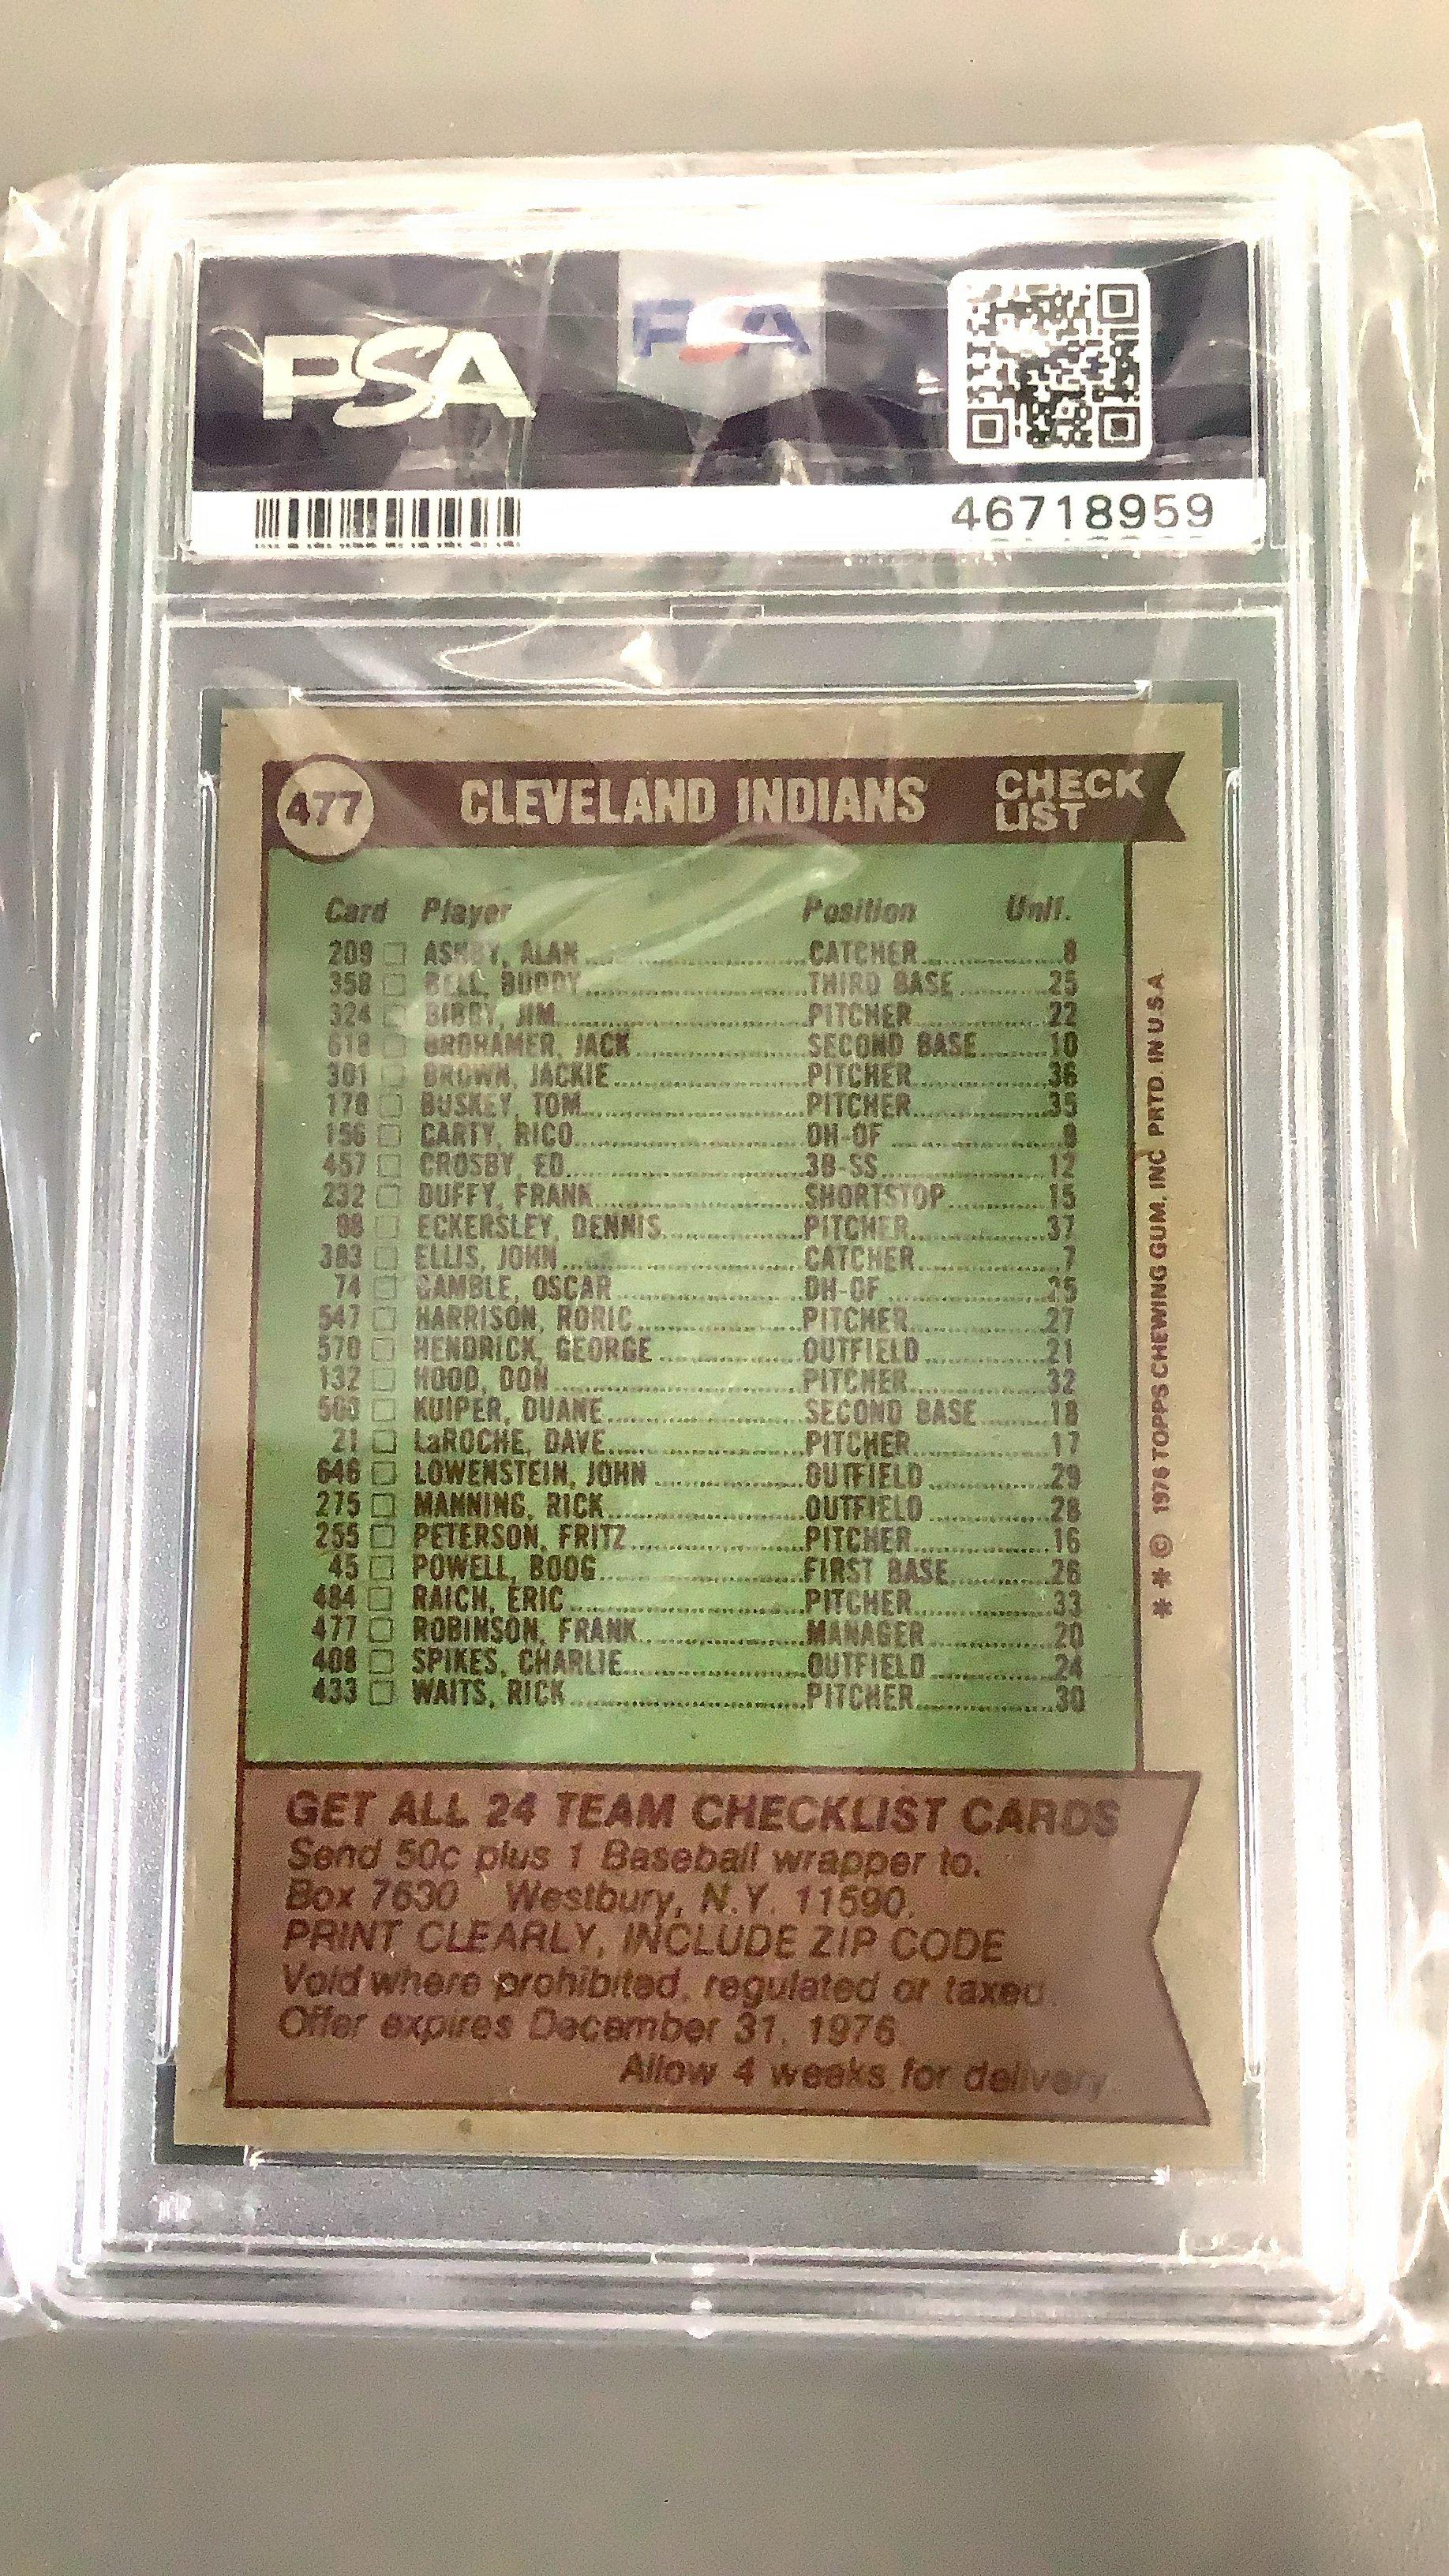 PSA
PSA
46718959
477 CLEVELAND INDIANS CHECK LIST
Card Player Position Unif.
209 ASHBY, ALAN CATCHER 8
358 BELL, BUDDY THIRD BASE 25
324 BIBBY, JIM PITCHER 22
618 BROHAMER, JACK SECOND BASE 10
301 BROWN, JACKIE PITCHER 36
178 BUSKEY, TOM PITCHER 35
156 CARTY, RICO DH-OF
457 CROSBY, ED 3B-SS 12
232 DUFFY, FRANK SHORTSTOP 15
98 ECKERSLEY, DENNIS PITCHER 37
383 ELLIS, JOHN CATCHER 7
74 GAMBLE, OSCAR DH-OF
547 HARRISON, RORIC PITCHER 27
570 HENDRICK, GEORGE OUTFIELD 21
132 HOOD, DON PITCHER 32
508 KUIPER, DUANE SECOND BASE 18
21 LaROCHE, DAVE PITCHER 17
646 LOWENSTEIN, JOHN OUTFIELD 29
275 MANNING, RICK OUTFIELD 28
255 PETERSON, FRITZ PITCHER 16
45 POWELL, BOOG FIRST BASE 26
484 RAICH, ERIC PITCHER 33
477 ROBINSON, FRANK MANAGER 20
408 SPIKES, CHARLIE OUTFIELD 24
433 WAITS, RICK PITCHER 30
** © 1976 TOPPS CHEWING GUM, INC. PRTD. IN U.S.A.
GET ALL 24 TEAM CHECKLIST CARDS
Send 50c plus 1 Baseball wrapper to.
Box 7630 Westbury, N.Y. 11590.
PRINT CLEARLY, INCLUDE ZIP CODE
Void where prohibited, regulated or taxed.
Offer expires December 31, 1976.
Allow 4 weeks for delivery